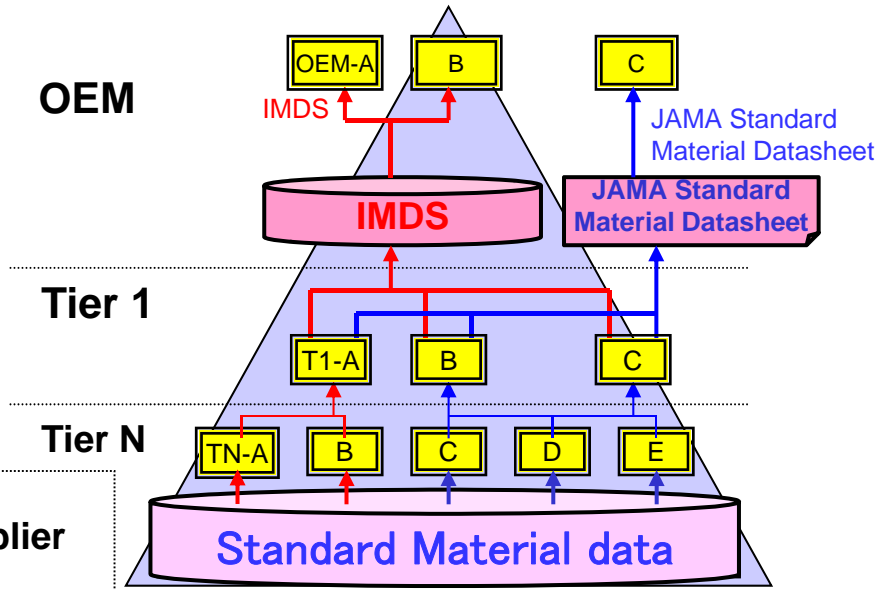 OEM
OEM-A
B
C
IMDS
JAMA Standard
Material Datasheet
IMDS
JAMA Standard
Material Datasheet
Tier 1
T1-A
B
C
Tier N
TN-A
B
C
D
E
plier
Standard Material data